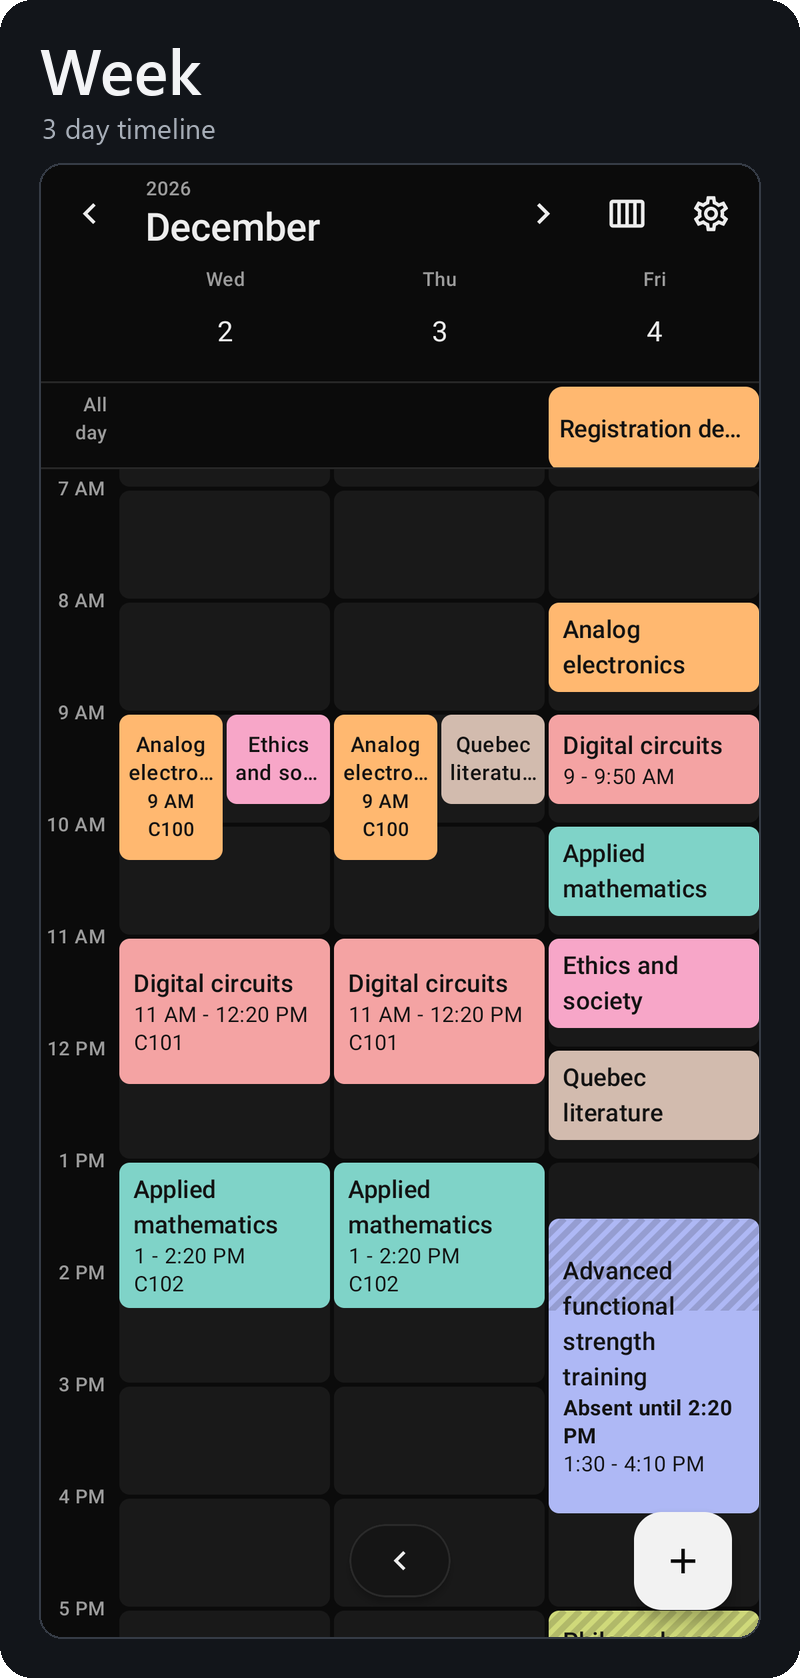 Week
3 day timeline
2026
December
Wed
Thu
Fri
2
3
4
All
day
Registration de…
7 AM
8 AM
Analog
electronics
9 AM
Analog
electro…
9 AM
C100
Ethics
and so…
Analog
electro…
9 AM
C100
Quebec
literatu…
Digital circuits
9 - 9:50 AM
10 AM
Applied
mathematics
11 AM
Digital circuits
11 AM - 12:20 PM
C101
Digital circuits
11 AM - 12:20 PM
C101
Ethics and
society
12 PM
Quebec
literature
1 PM
Applied
mathematics
1 - 2:20 PM
C102
Applied
mathematics
1 - 2:20 PM
C102
Advanced
functional
strength
training
Absent until 2:20
PM
1:30 - 4:10 PM
2 PM
3 PM
4 PM
5 PM